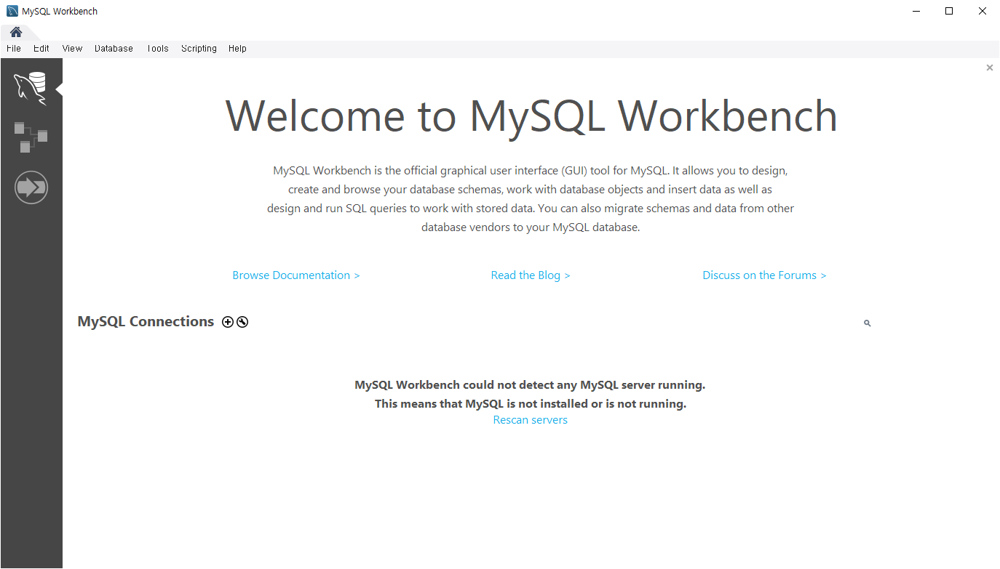 MySQL Workbench
File Edit View Database Tools Scripting Help
Welcome to MySQL Workbench
MySQL Workbench is the official graphical user interface (GUI) tool for MySQL. It allows you to design,
create and browse your database schemas, work with database objects and insert data as well as
design and run SQL queries to work with stored data. You can also migrate schemas and data from other
database vendors to your MySQL database.
Browse Documentation > Read the Blog > Discuss on the Forums >
MySQL Connections
MySQL Workbench could not detect any MySQL server running.
This means that MySQL is not installed or is not running.
Rescan servers